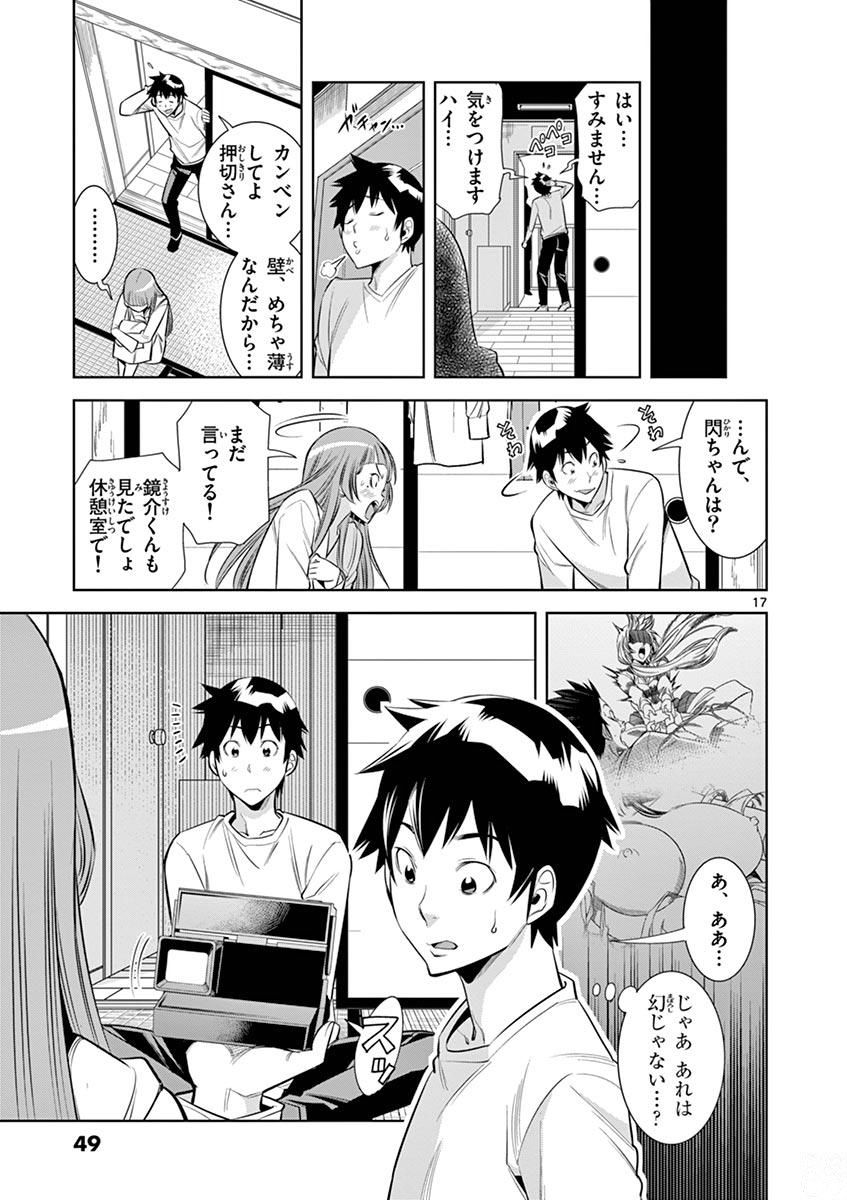 はい…
すみません…
ペコ
ペコ
気をつけます
ハイ…
ガチャン…
カンベン
してよ
押切さん…
壁、めちゃ薄
なんだから…
………
…んで、
閃ちゃんは?
そわ
そわ
まだ
言ってる!
鏡介くんも
見たでしょ
休憩室で!
17
あ、ああ…
じゃあ あれは
幻じゃない…?
スッ
49